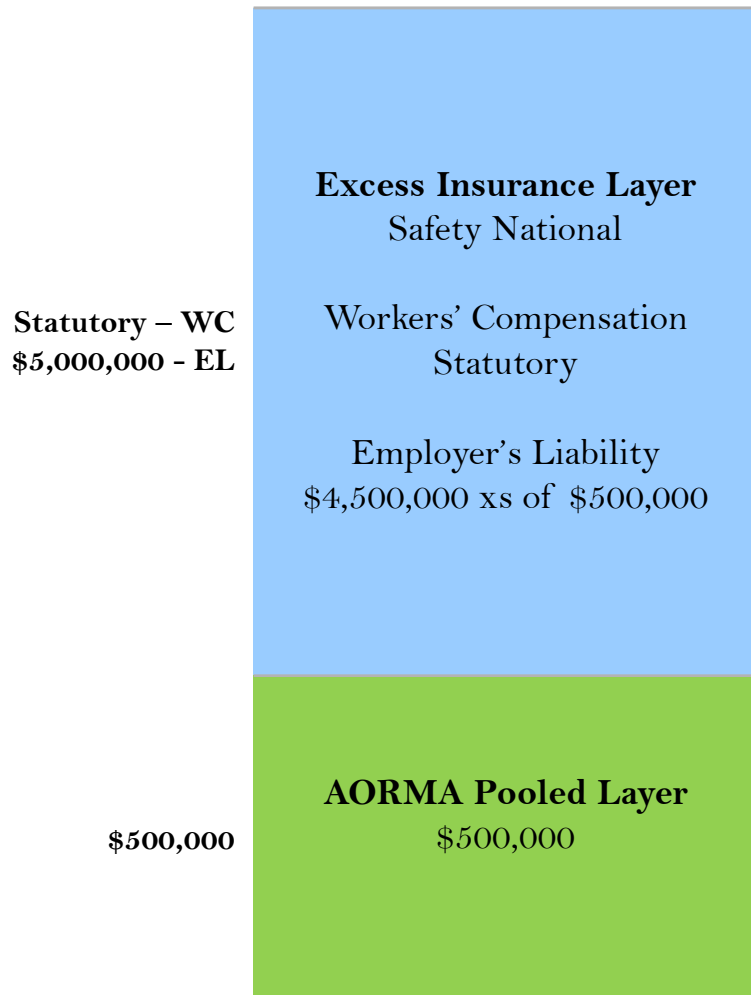 Excess Insurance Layer
Safety National
Statutory – WC
$5,000,000 - EL
Workers’ Compensation
Statutory
Employer’s Liability
$4,500,000 xs of $500,000
AORMA Pooled Layer
$500,000
$500,000